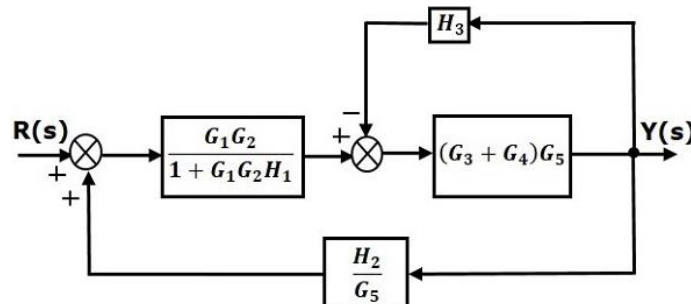 H₃
−
R(s) + Y(s)
G₁G₂
1 + G₁G₂H₁
(G₃ + G₄)G₅
+
+
H₂
G₅